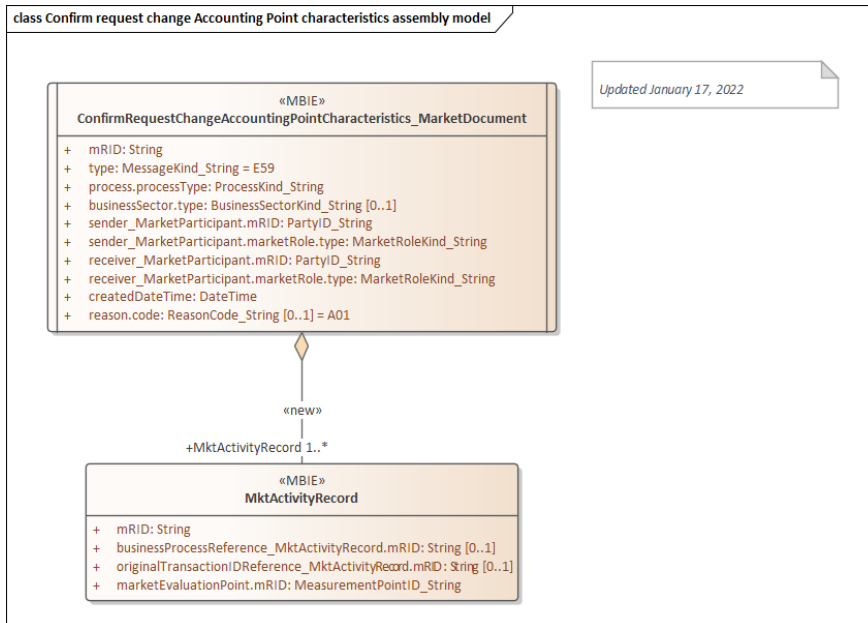 class Confirm request change Accounting Point characteristics assembly model
Updated January 17, 2022
«MBIE»
ConfirmRequestChangeAccountingPointCharacteristics_MarketDocument
+ mRID: String
+ type: MessageKind_String = E59
+ process.processType: ProcessKind_String
+ businessSector.type: BusinessSectorKind_String [0..1]
+ sender_MarketParticipant.mRID: PartyID_String
+ sender_MarketParticipant.marketRole.type: MarketRoleKind_String
+ receiver_MarketParticipant.mRID: PartyID_String
+ receiver_MarketParticipant.marketRole.type: MarketRoleKind_String
+ createdDateTime: DateTime
+ reason.code: ReasonCode_String [0..1] = A01
«new»
+MktActivityRecord 1..*
«MBIE»
MktActivityRecord
+ mRID: String
+ businessProcessReference_MktActivityRecord.mRID: String [0..1]
+ originalTransactionIDReference_MktActivityRecord.mRID: String [0..1]
+ marketEvaluationPoint.mRID: MeasurementPointID_String